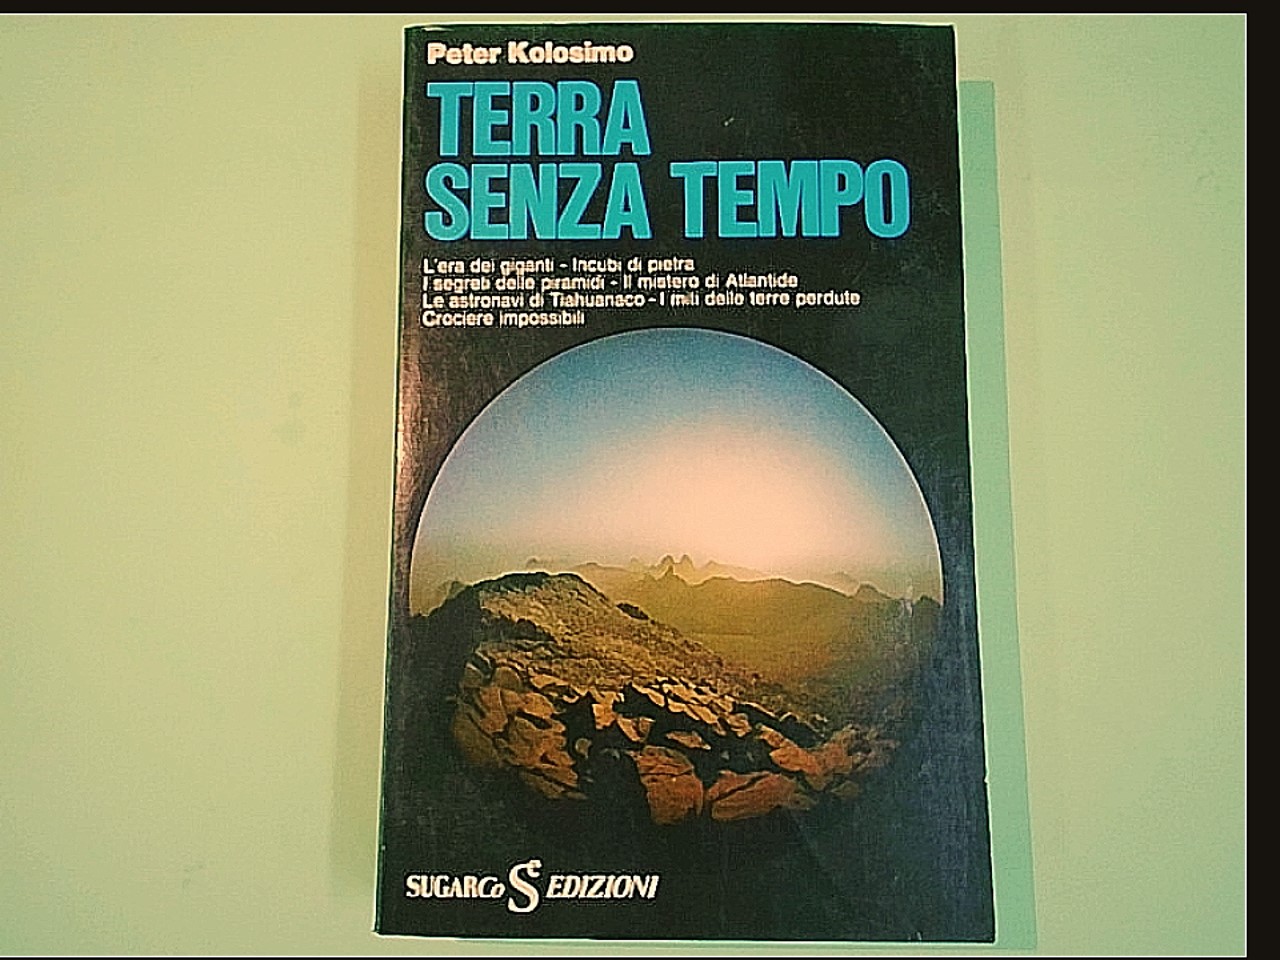 Peter Kolosimo
TERRA
SENZA TEMPO
L'era dei giganti - Incubi di pietra
I segreti delle piramidi - Il mistero di Atlantide
Le astronavi di Tiahuanaco - I miti delle terre perdute
Crociere impossibili
SUGARCo Sc EDIZIONI